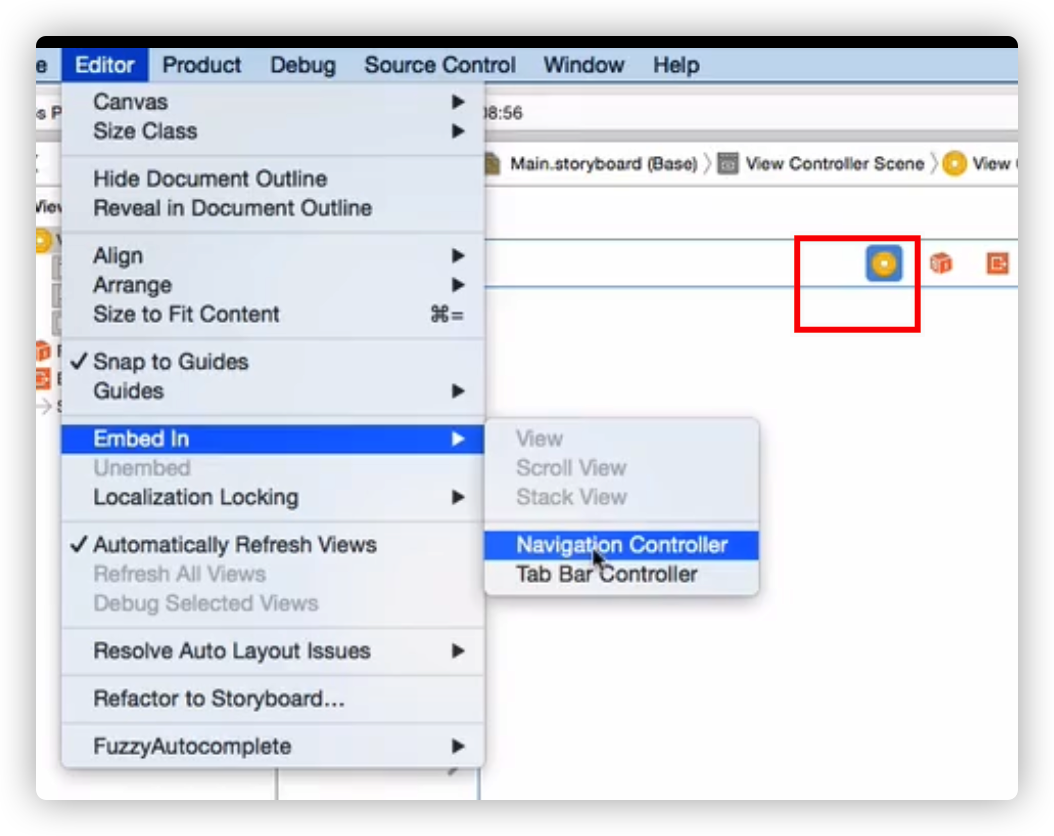 Editor Product Debug Source Control Window Help
Canvas
Size Class
08:56
Main.storyboard (Base) View Controller Scene View
Hide Document Outline
Reveal in Document Outline
Align
Arrange
Size to Fit Content ⌘=
Snap to Guides
Guides
Embed In
Unembed
Localization Locking
View
Scroll View
Stack View
Navigation Controller
Tab Bar Controller
Automatically Refresh Views
Refresh All Views
Debug Selected Views
Resolve Auto Layout Issues
Refactor to Storyboard...
FuzzyAutocomplete